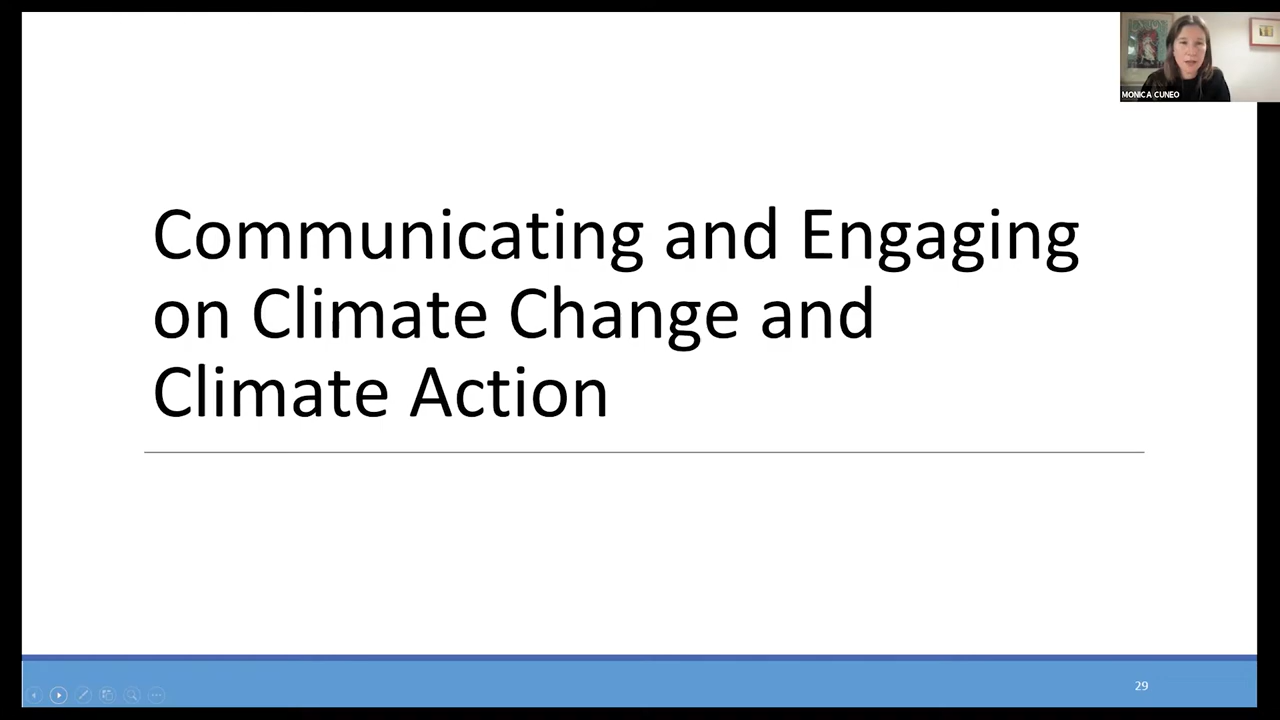 MONICA CUNEO
Communicating and Engaging
on Climate Change and
Climate Action
29